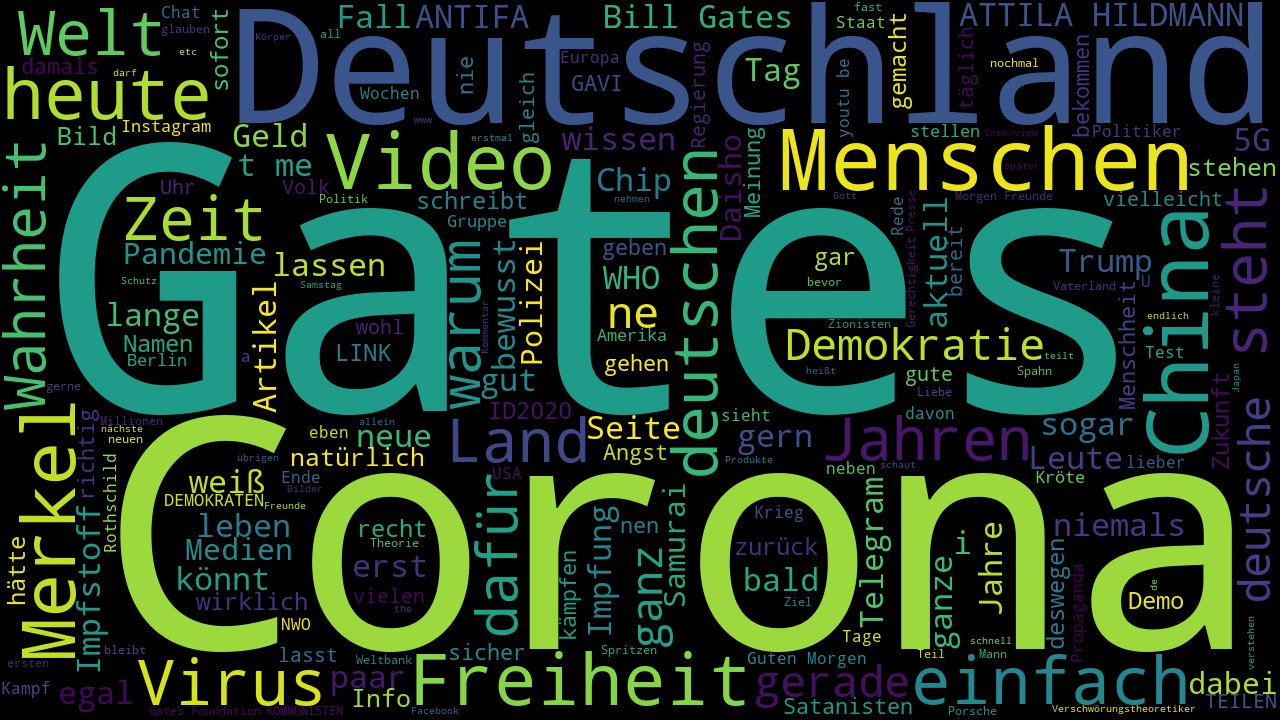 Welt
Chat
glauben
etc
damals
sofort
heute
Deutschland
Körper
all
Fall
ANTIFA
Bill Gates
fast
Staat
ATTILA HILDMANN
darf
Wochen
nie
Europa
GAVI
Tag
gemacht
nochmal
täglich
bekommen
Instagram
www
gleich
erstmal
Regierung
youtu be
Bild
Geld
t me
Video
wissen
stellen
Interview
Politiker
5G
Menschen
später
stehen
Wahrheit
Uhr
Volk
Politik
schreibt
Gruppe
Chip
nehmen
Daisho
Meinung
Gott
Rede
Presse
Morgen Freunde
vielleicht
Zeit
Gates
Pandemie
lassen
Schutz
Samstag
Warum
bewusst
Polizei
geben
WHO
deutschen
gar
bevor
Gerechtigkeit
aktuell
bereit
Trump
Vaterland
U
China
steht
kleine
lange
Namen
Berlin
Artikel
wohl
a
LINK
Kommentar
ne
Amerika
gehen
Zionisten
Demokratie
teilt
heißt
Spahn
Menschheit
endlich
Test
gerne
gut
gute
Liebe
Japan
Merkel
Millionen
nächste
neuen
richtig
allein
eben
neue
ID2020
Land
Seite
Angst
sieht
gern
Produkte
Jahren
davon
sogar
Leute
lieber
Zukunft
deutsche
übrigen
natürlich
USA
neben
schaut
Kröte
weiß
Ende
Bilder
DEMOKRATEN
Freunde
Rothschild
Impfstoff
leben
Medien
recht
Theorie
dafür
nen
Samurai
Krieg
zurück
Telegram
i
niemals
hätte
könnt
erst
kämpfen
Impfung
ganz
bald
Ziel
ganze
Jahre
deswegen
Propaganda
Corona
wirklich
vielen
the
NWO
Demo
de
Tage
verstehen
bleibt
ersten
lasst
Weltbank
sicher
Spritzen
Guten Morgen
Teil
schnell
Mann
Kampf
egal
Virus
paar
Info
Freiheit
gerade
einfach
dabei
Gates Foundation
KOMMUNISTEN
Facebook
Satanisten
Porsche
Verschwörungstheoretiker
TEILEN